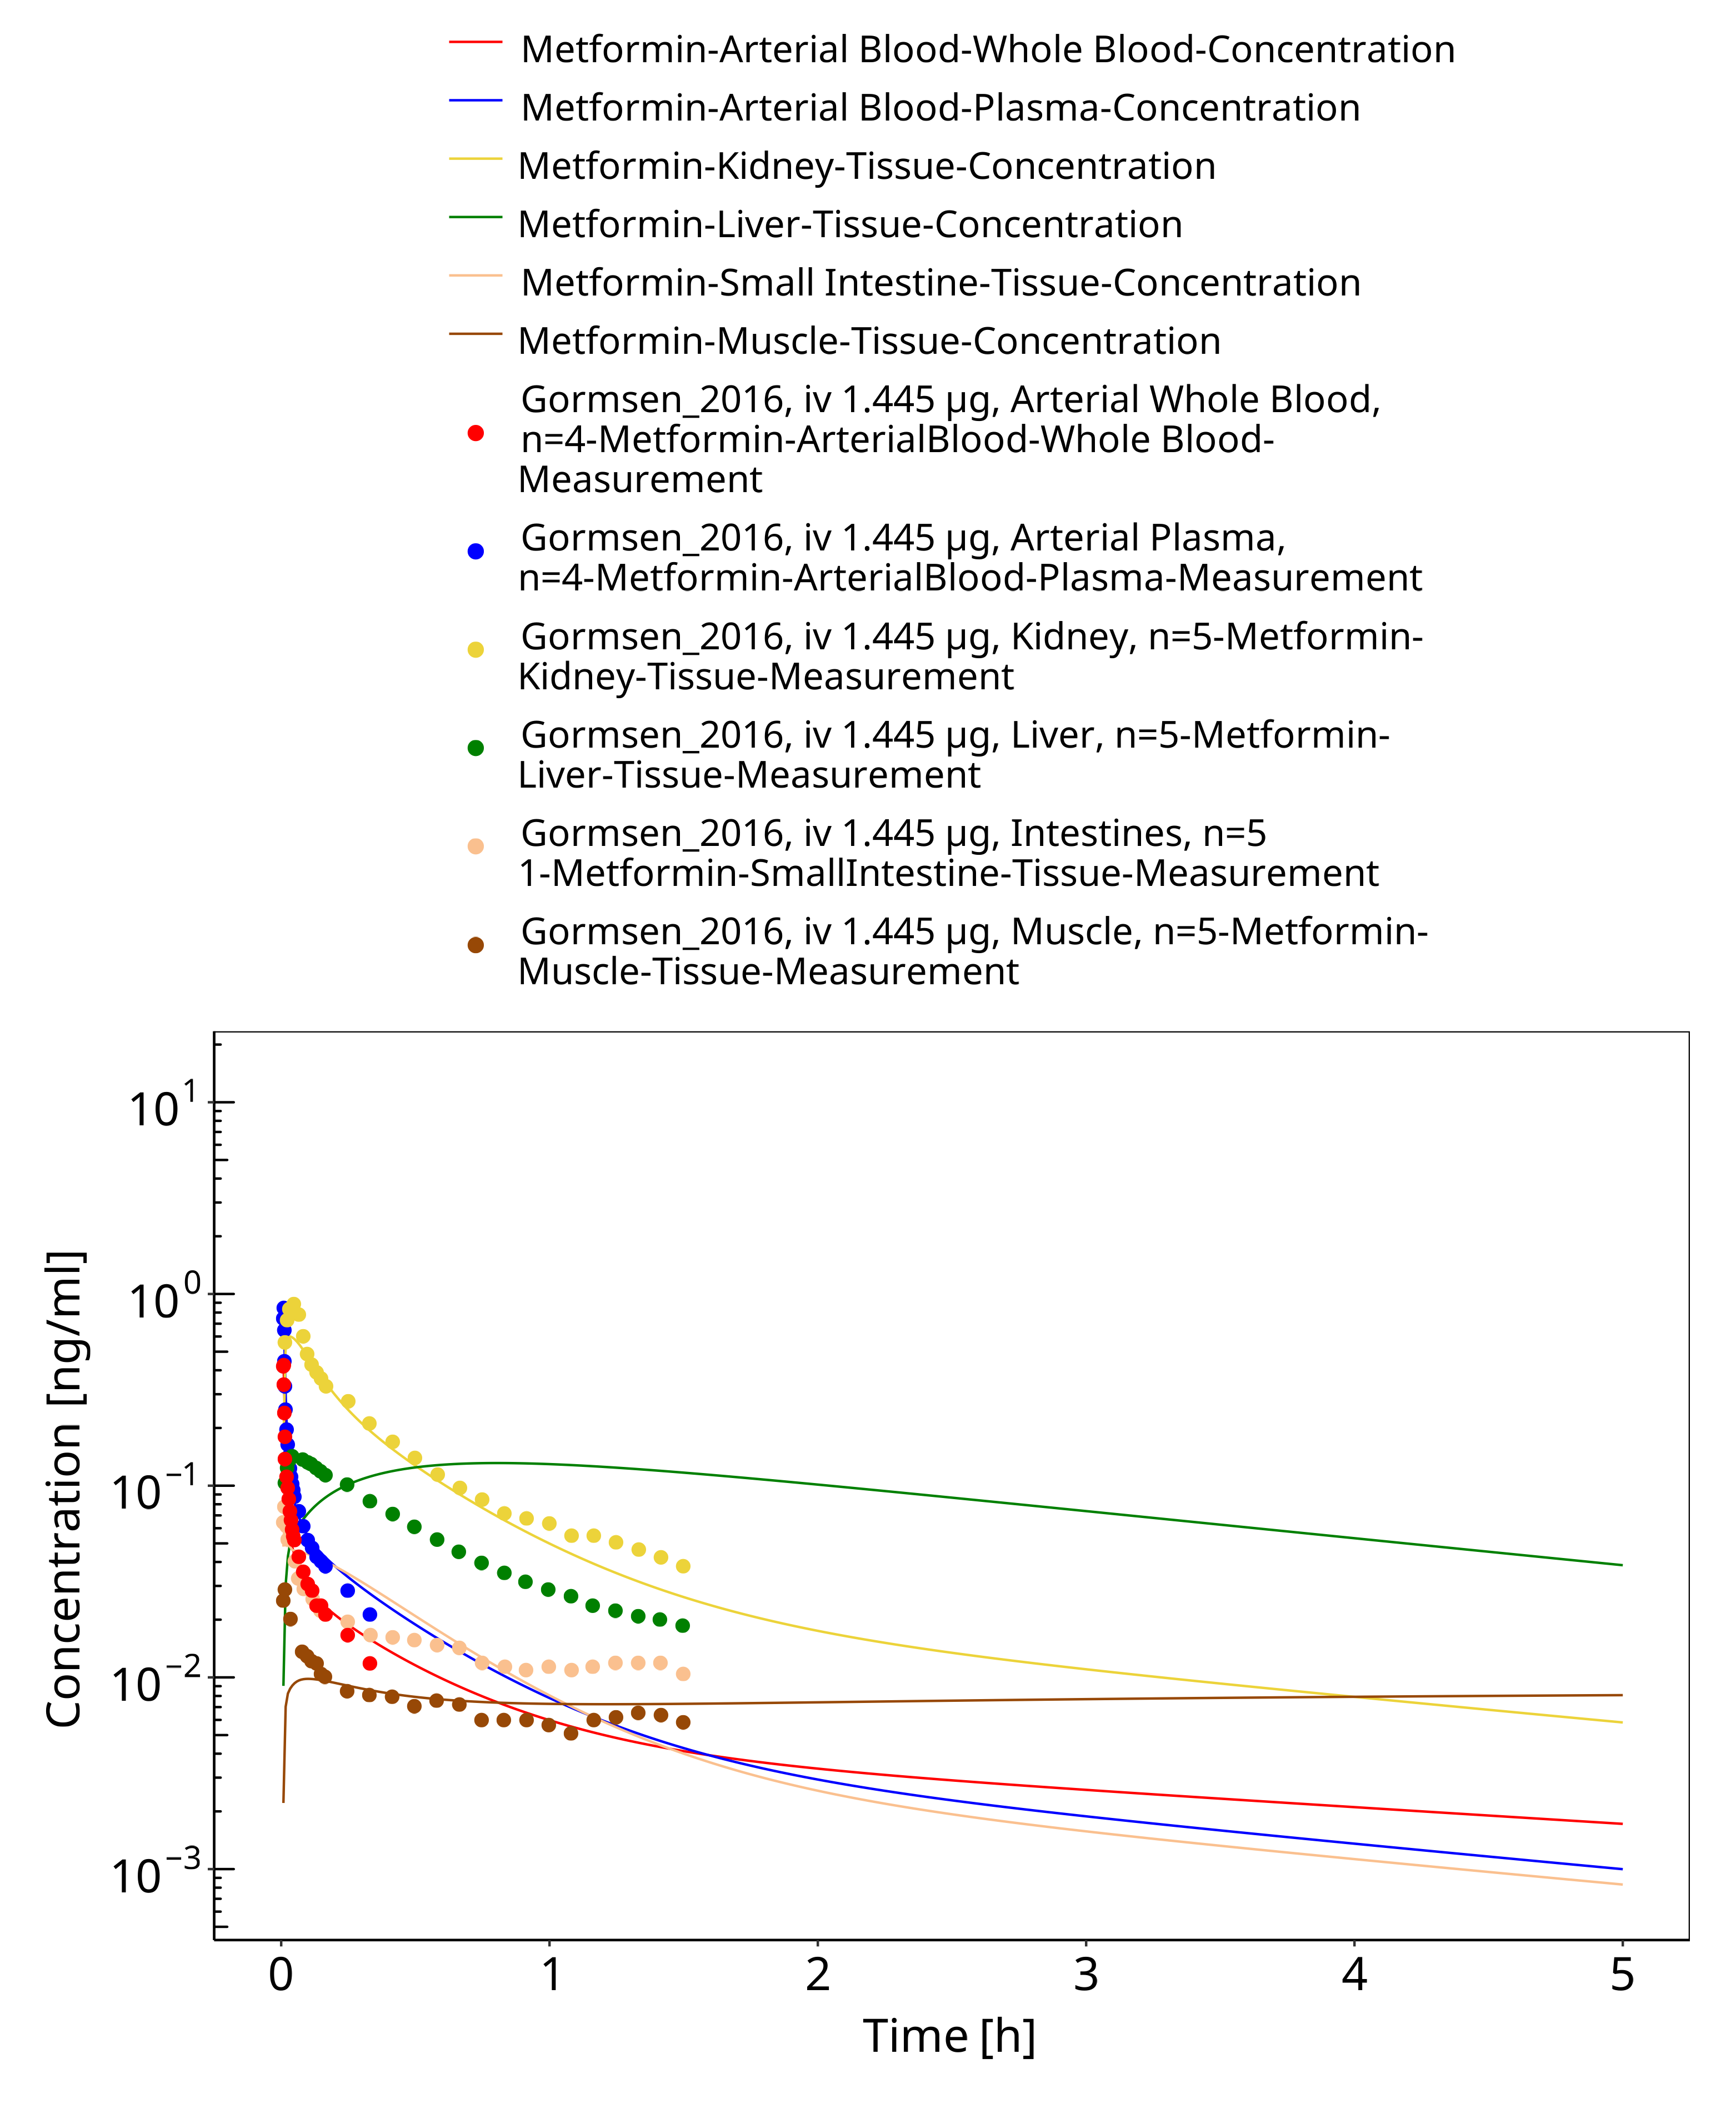 Metformin-Arterial Blood-Whole Blood-Concentration
Metformin-Arterial Blood-Plasma-Concentration
Metformin-Kidney-Tissue-Concentration
Metformin-Liver-Tissue-Concentration
Metformin-Small Intestine-Tissue-Concentration
Metformin-Muscle-Tissue-Concentration
Gormsen_2016, iv 1.445 µg, Arterial Whole Blood,
n=4-Metformin-ArterialBlood-Whole Blood-
Measurement
Gormsen_2016, iv 1.445 µg, Arterial Plasma,
n=4-Metformin-ArterialBlood-Plasma-Measurement
Gormsen_2016, iv 1.445 µg, Kidney, n=5-Metformin-
Kidney-Tissue-Measurement
Gormsen_2016, iv 1.445 µg, Liver, n=5-Metformin-
Liver-Tissue-Measurement
Gormsen_2016, iv 1.445 µg, Intestines, n=5
1-Metformin-SmallIntestine-Tissue-Measurement
Gormsen_2016, iv 1.445 µg, Muscle, n=5-Metformin-
Muscle-Tissue-Measurement
10¹
10⁰
10⁻¹
10⁻²
10⁻³
Concentration [ng/ml]
0 1 2 3 4 5
Time [h]